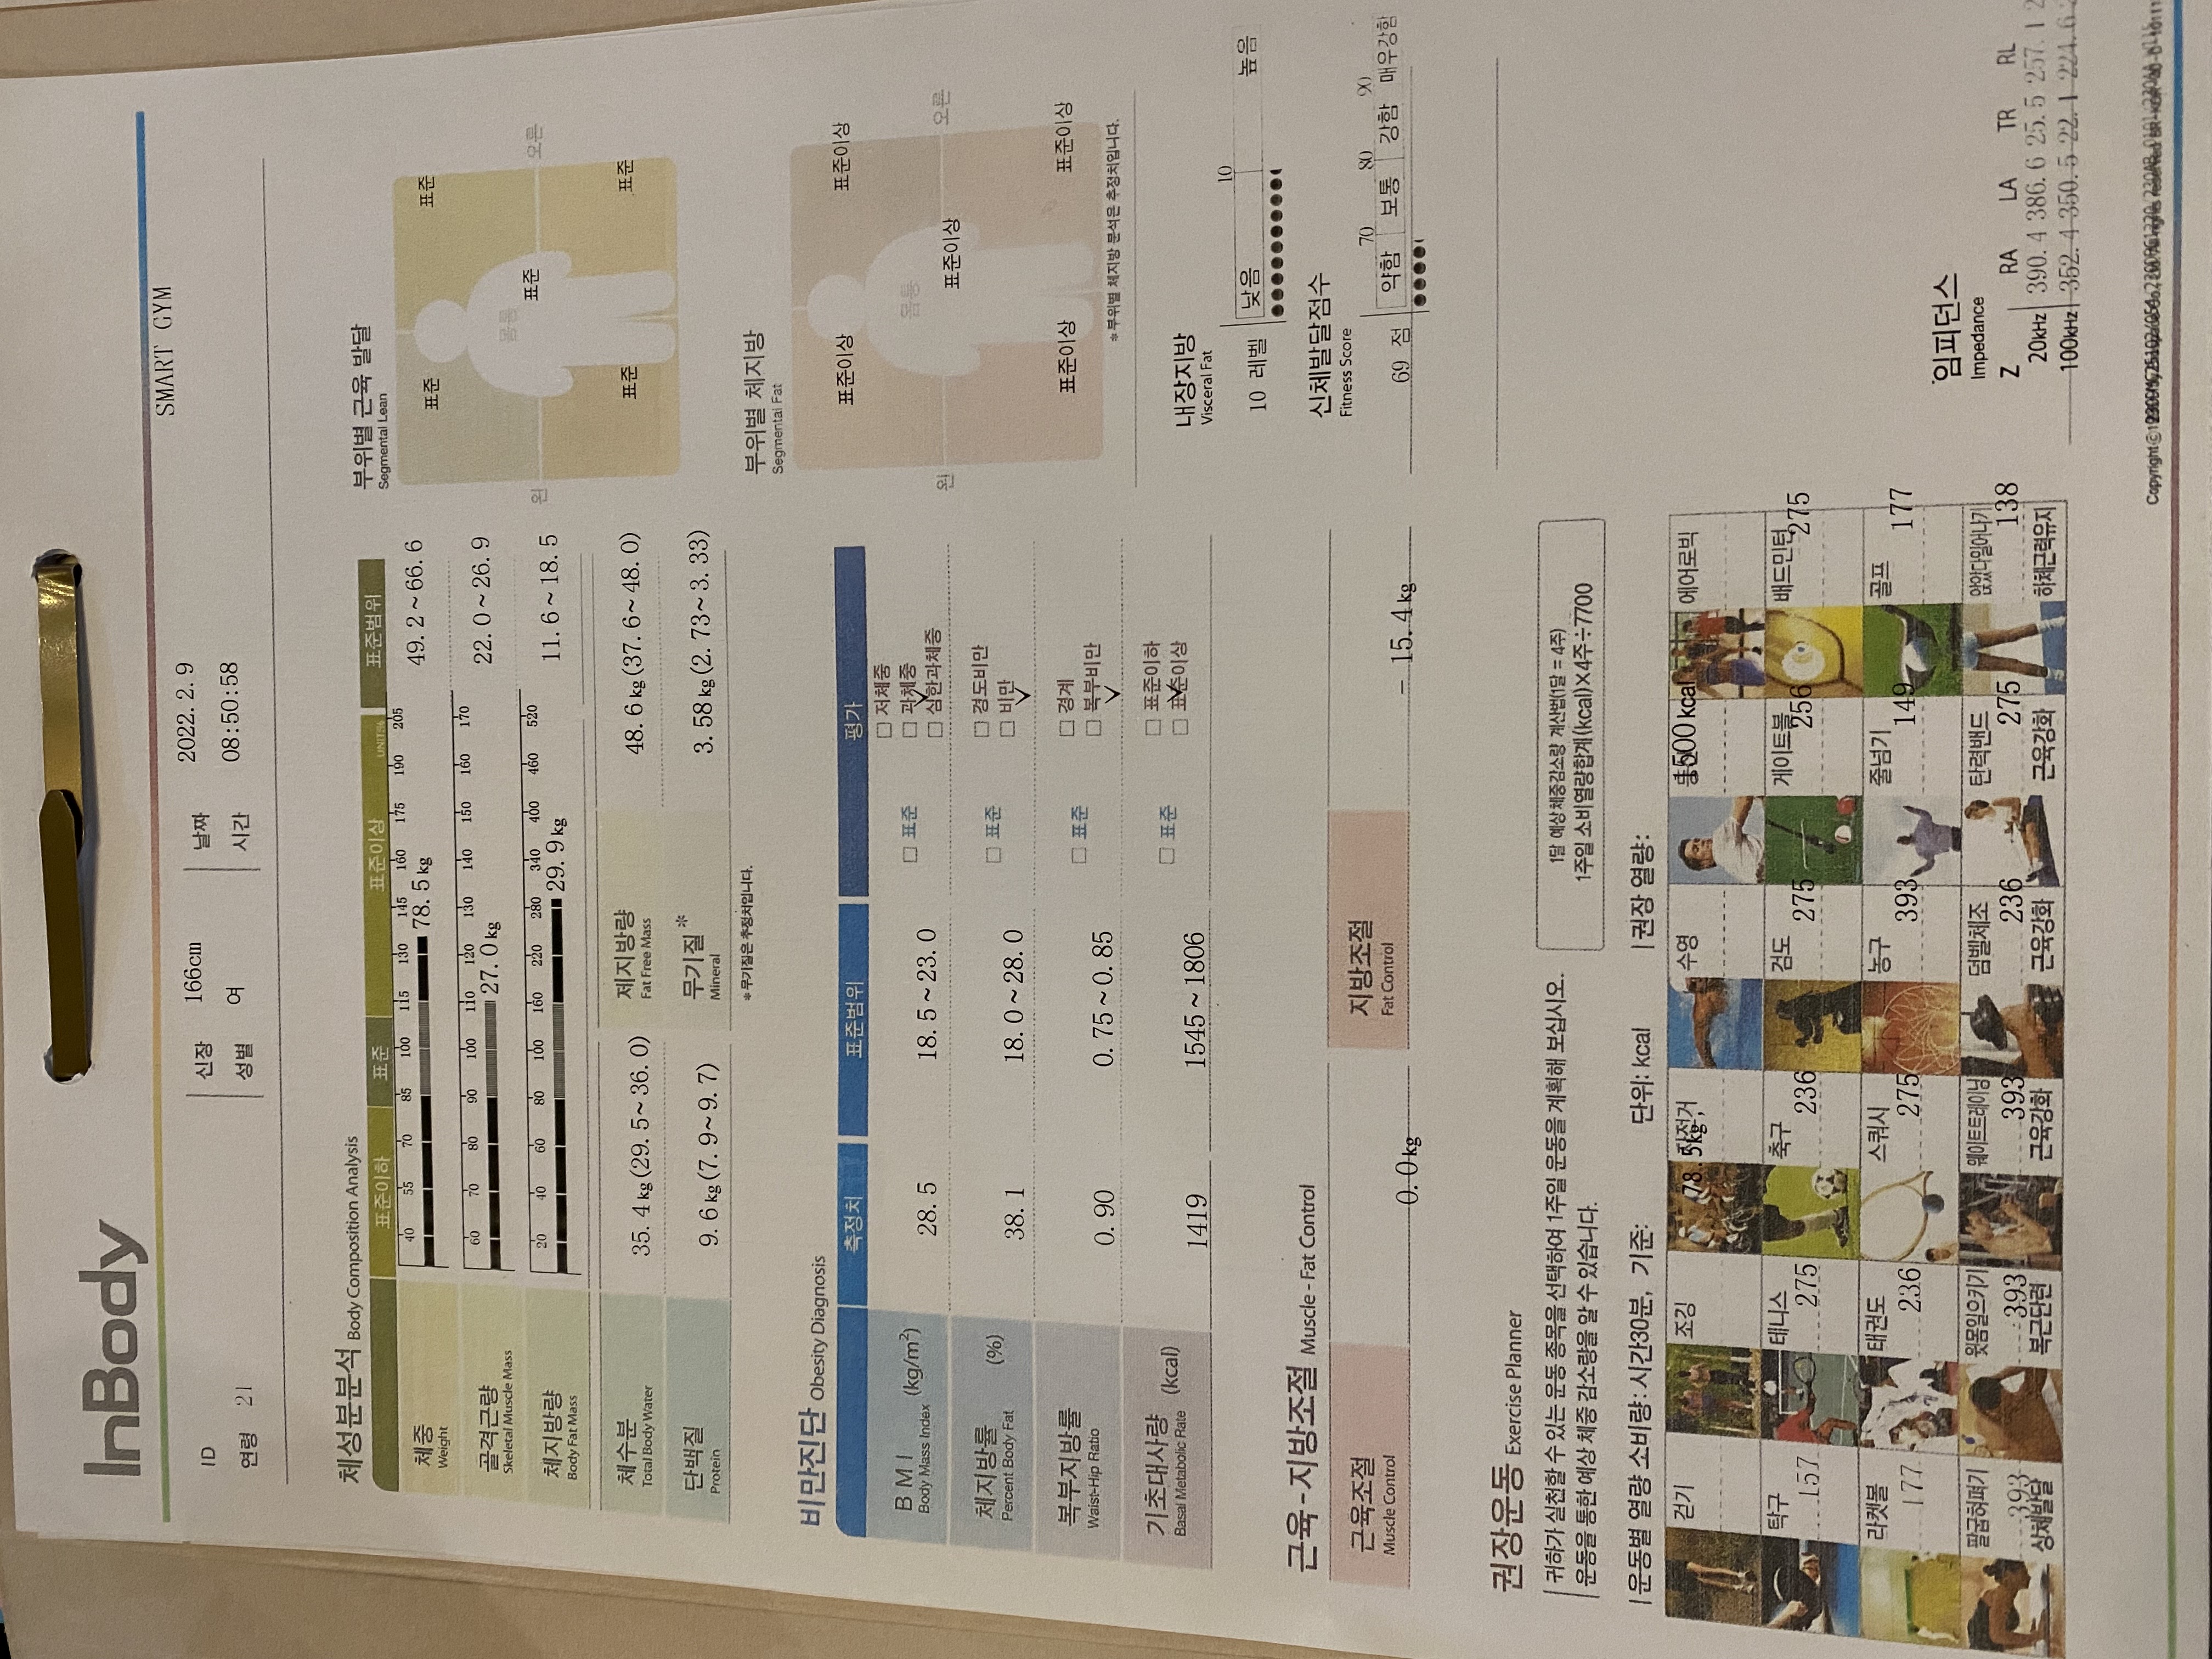 InBody
SMART GYM
ID
연령 21
신장 166cm
성별 여
날짜 2022. 2. 9
시간 08:50:58
체성분분석 Body Composition Analysis
표준이하 표준 표준이상 UNIT:% 표준범위
40 55 70 85 100 115 130 145 160 175 190 205
체중 78. 5 kg 49. 2 ~ 66. 6
Weight
60 70 80 90 100 110 120 130 140 150 160 170
골격근량 27. 0 kg 22. 0 ~ 26. 9
Skeletal Muscle Mass
20 40 60 80 100 160 220 280 340 400 460 520
체지방량 29. 9 kg 11. 6 ~ 18. 5
Body Fat Mass
체수분 35. 4 kg (29. 5~ 36. 0)
Total Body Water
제지방량 48. 6 kg (37. 6~ 48. 0)
Fat Free Mass
단백질 9. 6 kg (7. 9~ 9. 7)
Protein
무기질 * 3. 58 kg (2. 73~ 3. 33)
Mineral
* 무기질은 추정치입니다.
부위별 근육 발달
Segmental Lean
표준 표준
몸통
왼 표준 오른
표준 표준
비만진단 Obesity Diagnosis
측정치 표준범위 평가
B M I (kg/m²) 28. 5 18. 5 ~ 23. 0
Body Mass Index
□ 표준 □ 저체중
□ 과체중
□ 심한과체중
체지방률 (%) 38. 1 18. 0 ~ 28. 0
Percent Body Fat
□ 표준 □ 경도비만
□ 비만
복부지방률 0. 90 0. 75 ~ 0. 85
Waist-Hip Ratio
□ 표준 □ 경계
□ 복부비만
기초대사량 (kcal) 1419 1545 ~ 1806
Basal Metabolic Rate
□ 표준 □ 표준이하
□ 표준이상
부위별 체지방
Segmental Fat
표준이상 표준이상
몸통
왼 표준이상 오른
표준이상 표준이상
* 부위별 체지방 분석은 추정치입니다.
내장지방
Visceral Fat
10
10 레벨 낮음 높음
신체발달점수
Fitness Score
70 80 90
69 점 약함 보통 강함 매우강함
근육-지방조절 Muscle - Fat Control
근육조절 0. 0 kg
Muscle Control
지방조절 - 15. 4 kg
Fat Control
권장운동 Exercise Planner
귀하가 실천할 수 있는 운동 종목을 선택하여 1주일 운동을 계획해 보십시오.
운동을 통한 예상 체중 감소량을 알 수 있습니다.
1달 예상체중감소량 계산법(1달 = 4주)
1주일 소비열량합계(kcal)×4주÷7700
운동별 열량 소비량: 시간30분, 기준: 단위: kcal 권장 열량:
걷기 조깅 자전거 78. 5kg , 수영 1500 kcal 에어로빅
탁구 테니스 축구 검도 게이트볼 배드민턴
157 275 236 275 256 275
라켓볼 태권도 스쿼시 농구 줄넘기 골프
177 236 275 393 149 177
팔굽혀펴기 윗몸일으키기 웨이트트레이닝 덤벨체조 탄력밴드 앉았다일어나기
393 393 393 236 275 138
상체발달 복근단련 근육강화 근육강화 근육강화 하체근력유지
임피던스
Impedance
Z RA LA TR RL
20kHz 390. 4 386. 6 25. 5 257. 1
100kHz 352. 4 350. 5 22. 1 224. 6
Copyright ©